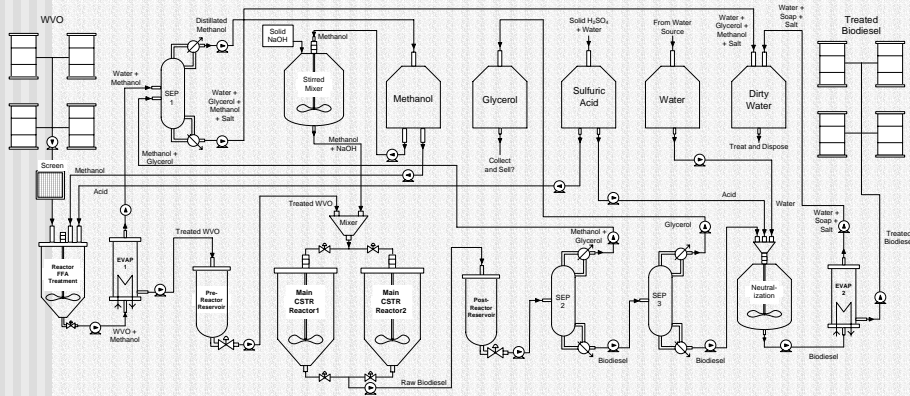 WVO
Distillated
Methanol
Solid
NaOH
Methanol
Solid H₂SO₄
+ Water
From Water
Source
Water +
Glycerol +
Methanol
+ Salt
Water +
Soap +
Salt
Treated
Biodiesel
Water +
Methanol
SEP
1
Water +
Glycerol +
Methanol
+ Salt
Stirred
Mixer
Methanol
Glycerol
Sulfuric
Acid
Water
Dirty
Water
Methanol +
Glycerol
Methanol
+ NaOH
Collect
and Sell?
Treat and Dispose
Screen
Methanol
Acid
Treated WVO
Acid
Water
Mixer
Treated WVO
Methanol +
Glycerol
Glycerol
Water +
Soap +
Salt
Treated
Biodiesel
Reactor
FFA
Treatment
EVAP
1
Pre-
Reactor
Reservoir
Main
CSTR
Reactor1
Main
CSTR
Reactor2
Post-
Reactor
Reservoir
SEP
2
SEP
3
Neutral-
ization
EVAP
2
WVO +
Methanol
Raw Biodiesel
Biodiesel
Biodiesel
Biodiesel